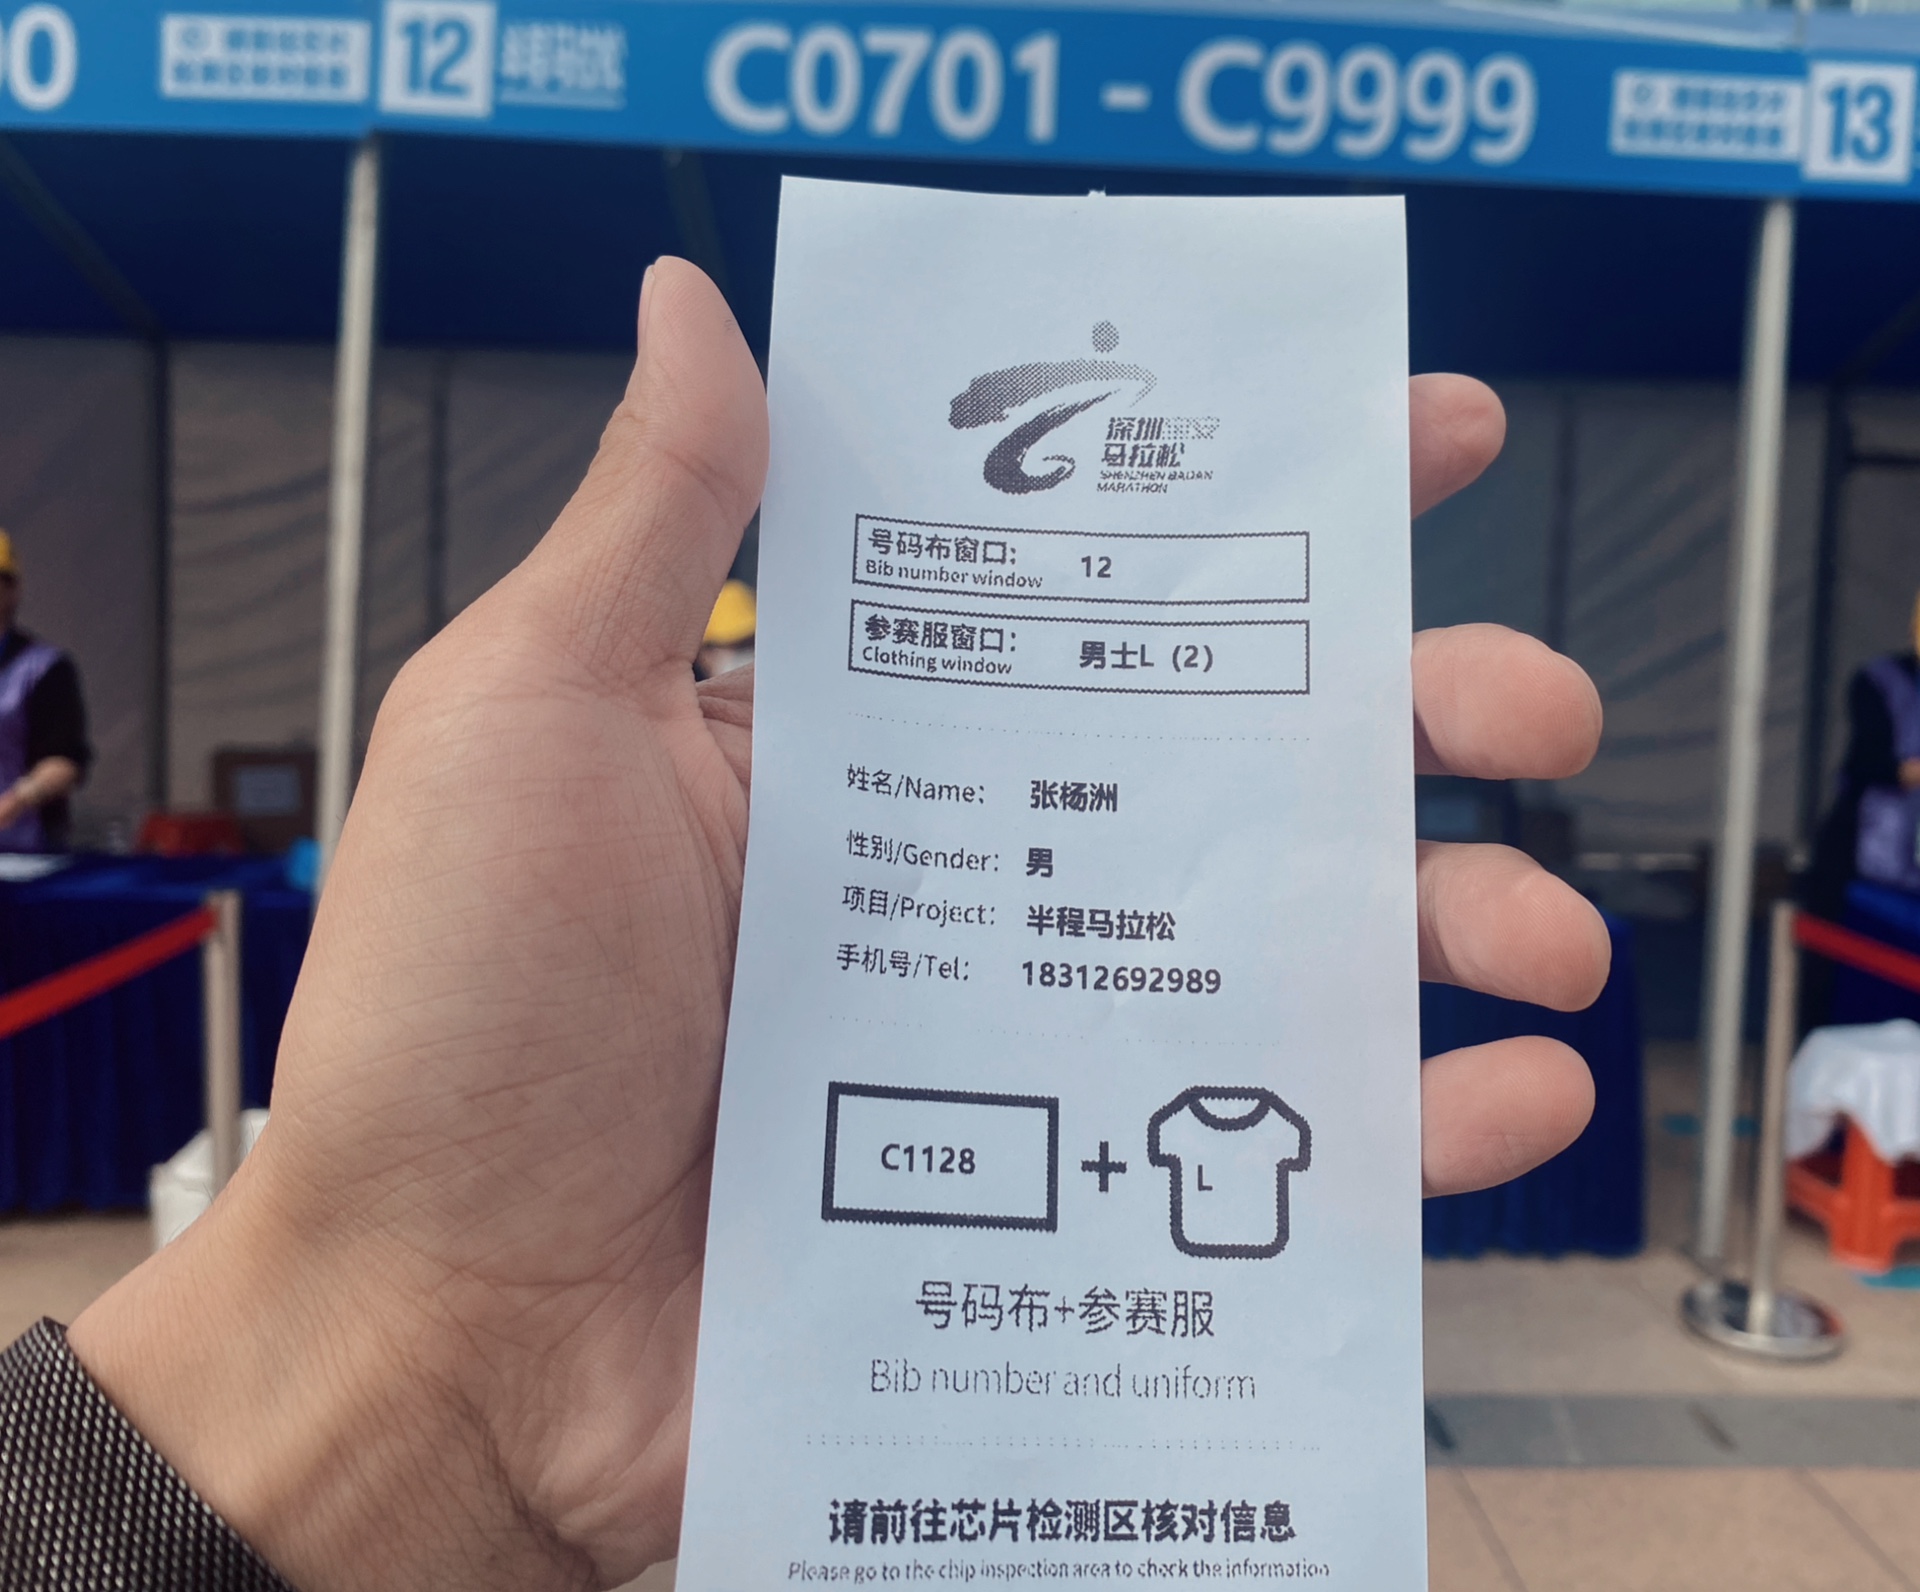 0
12
C0701 - C9999
13
深圳宝安
马拉松
SHENZHEN BAOAN
MARATHON
号码布窗口: 12
Bib number window
参赛服窗口: 男士L (2)
Clothing window
姓名/Name: 张杨洲
性别/Gender: 男
项目/Project: 半程马拉松
手机号/Tel: 18312692989
C1128 + L
号码布+参赛服
Bib number and uniform
请前往芯片检测区核对信息
Please go to the chip inspection area to check the information